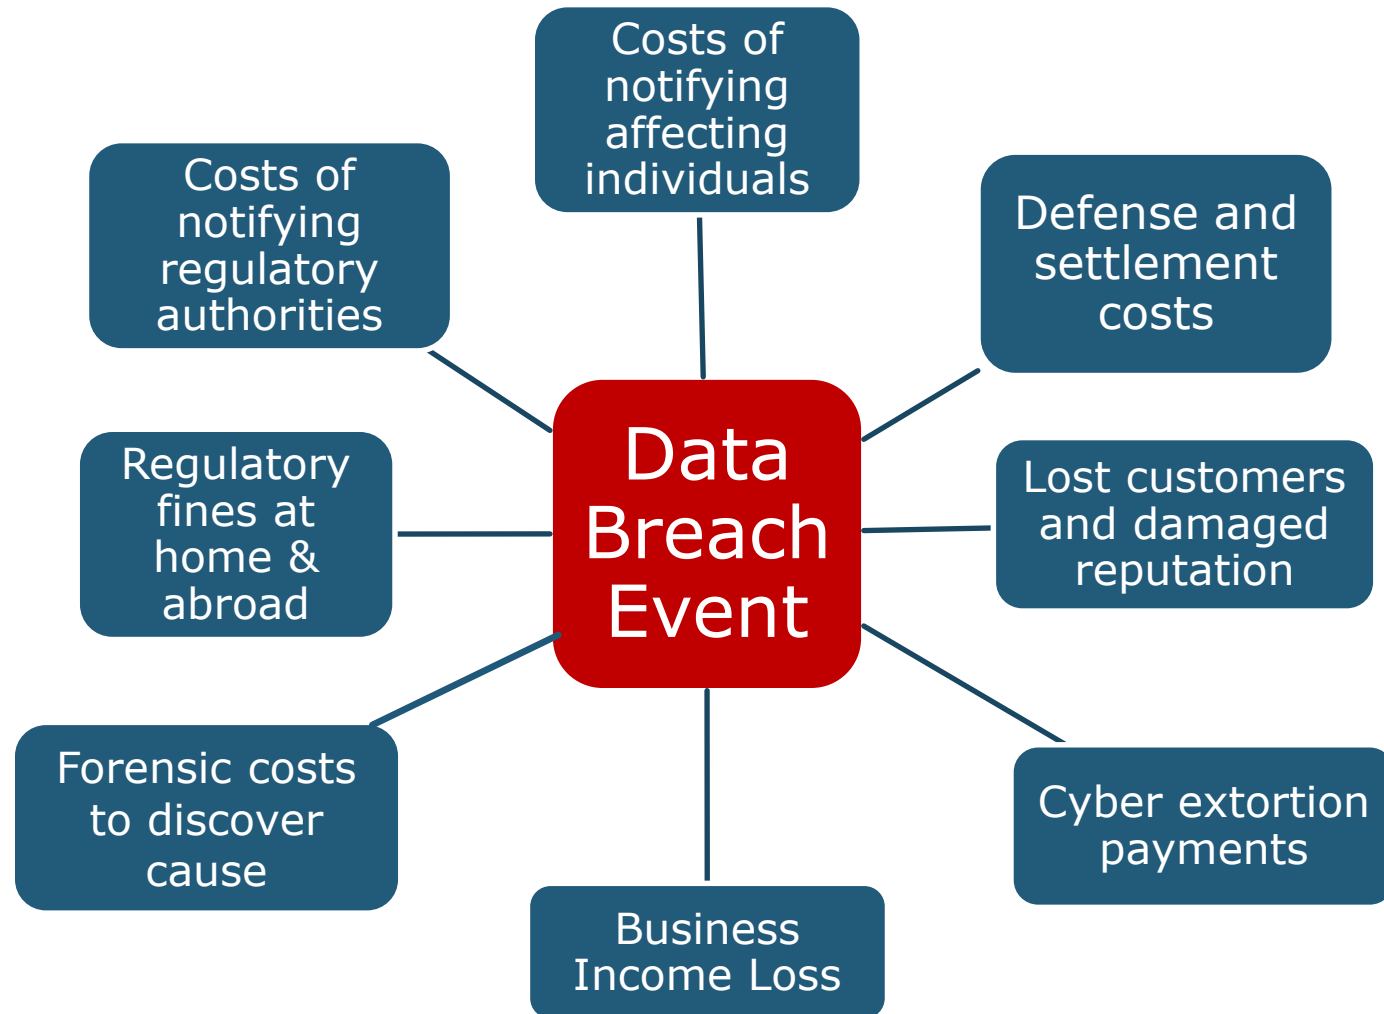 Costs of
notifying
affecting
individuals
Costs of
notifying
regulatory
authorities
Defense and
settlement
costs
Data
Breach
Event
Regulatory
fines at
home &
abroad
Lost customers
and damaged
reputation
Forensic costs
to discover
cause
Cyber extortion
payments
Business
Income Loss